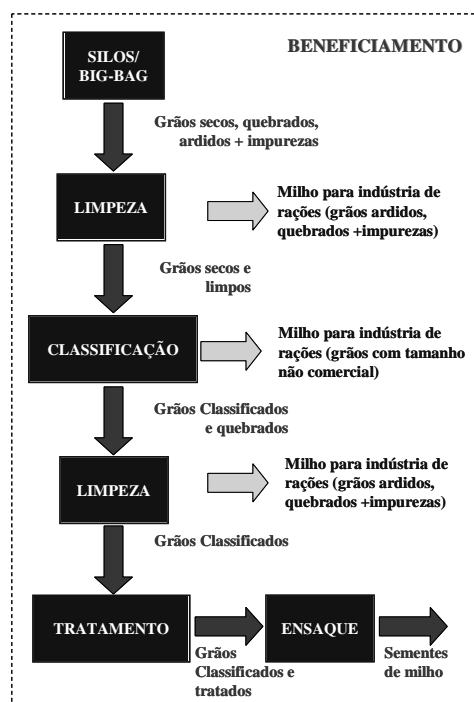 BENEFICIAMENTO
SILOS/
BIG-BAG
Grãos secos, quebrados,
ardidos + impurezas
LIMPEZA
Milho para indústria de
rações (grãos ardidos,
quebrados +impurezas)
Grãos secos e
limpos
CLASSIFICAÇÃO
Milho para indústria de
rações (grãos com tamanho
não comercial)
Grãos Classificados
e quebrados
LIMPEZA
Milho para indústria de
rações (grãos ardidos,
quebrados +impurezas)
Grãos Classificados
TRATAMENTO
Grãos
Classificados e
tratados
ENSAQUE
Sementes
de milho